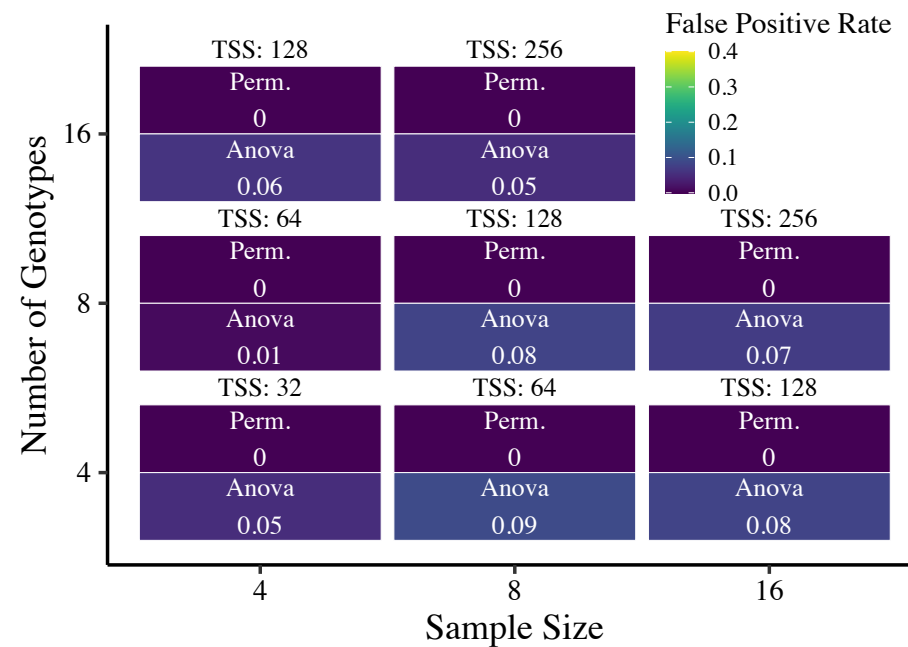 False Positive Rate
0.4
0.3
0.2
0.1
0.0
Number of Genotypes
16
TSS: 128
Perm.
0
Anova
0.06
TSS: 256
Perm.
0
Anova
0.05
8
TSS: 64
Perm.
0
Anova
0.01
TSS: 128
Perm.
0
Anova
0.08
TSS: 256
Perm.
0
Anova
0.07
4
TSS: 32
Perm.
0
Anova
0.05
TSS: 64
Perm.
0
Anova
0.09
TSS: 128
Perm.
0
Anova
0.08
4
8
16
Sample Size